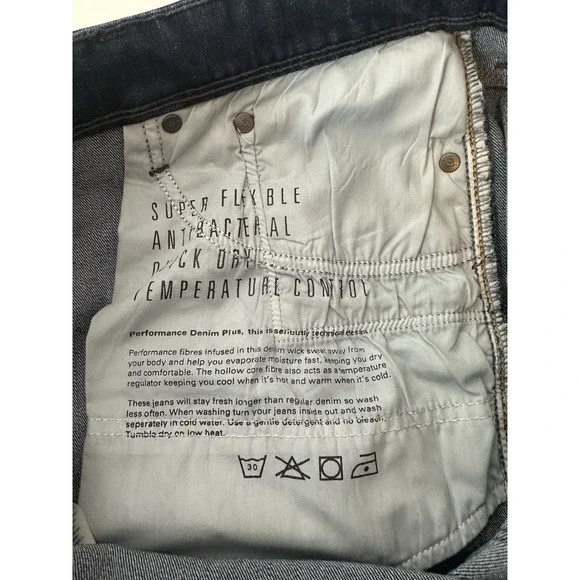 SUPER FLEXIBLE
ANTIBACTERIAL
QUICK DRY
TEMPERATURE CONTROL
Performance Denim Plus, this is seriously technical denim
Performance fibres infused in this denim wick sweat away from
your body and help you evaporate moisture fast, keeping you dry
and comfortable. The hollow core fibre also acts as a temperature
regulator keeping you cool when it's hot and warm when it's cold.
These jeans will stay fresh longer than regular denim so wash
less often. When washing turn your jeans inside out and wash
seperately in cold water. Use a gentle detergent and no bleach.
Tumble dry on low heat.
30